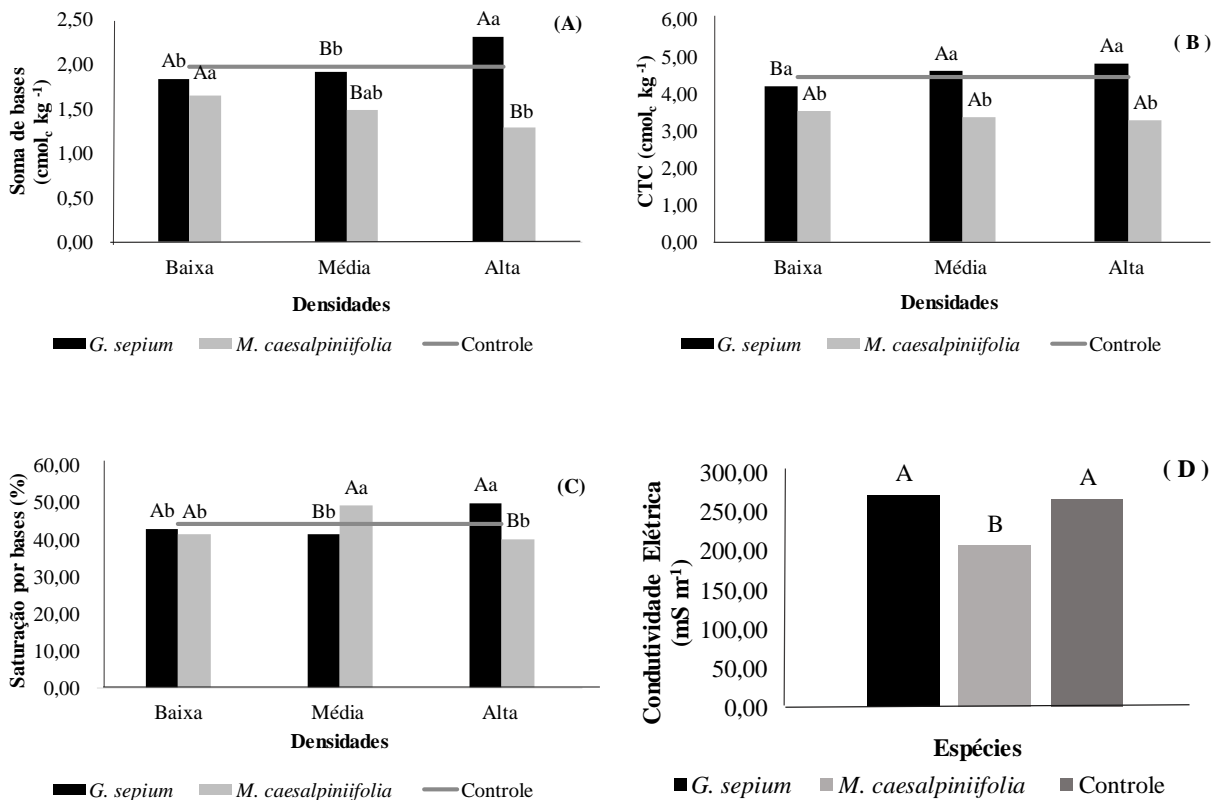 (A)
Soma de bases
(cmolc kg -1)
2,50
2,00
1,50
1,00
0,50
0,00
Ab
Aa
Bb
Bab
Aa
Bb
Baixa
Média
Alta
Densidades
G. sepium
M. caesalpiniifolia
Controle
( B )
CTC (cmolc kg-1)
6,00
5,00
4,00
3,00
2,00
1,00
0,00
Ba
Ab
Aa
Ab
Aa
Ab
Baixa
Média
Alta
Densidades
G. sepium
M. caesalpiniifolia
Controle
(C)
Saturação por bases (%)
60,00
50,00
40,00
30,00
20,00
10,00
0,00
Ab
Ab
Bb
Aa
Aa
Bb
Baixa
Média
Alta
Densidades
G. sepium
M. caesalpiniifolia
Controle
( D )
Condutividade Elétrica
(mS m-1)
300,00
250,00
200,00
150,00
100,00
50,00
0,00
A
B
A
Espécies
G. sepium
M. caesalpiniifolia
Controle